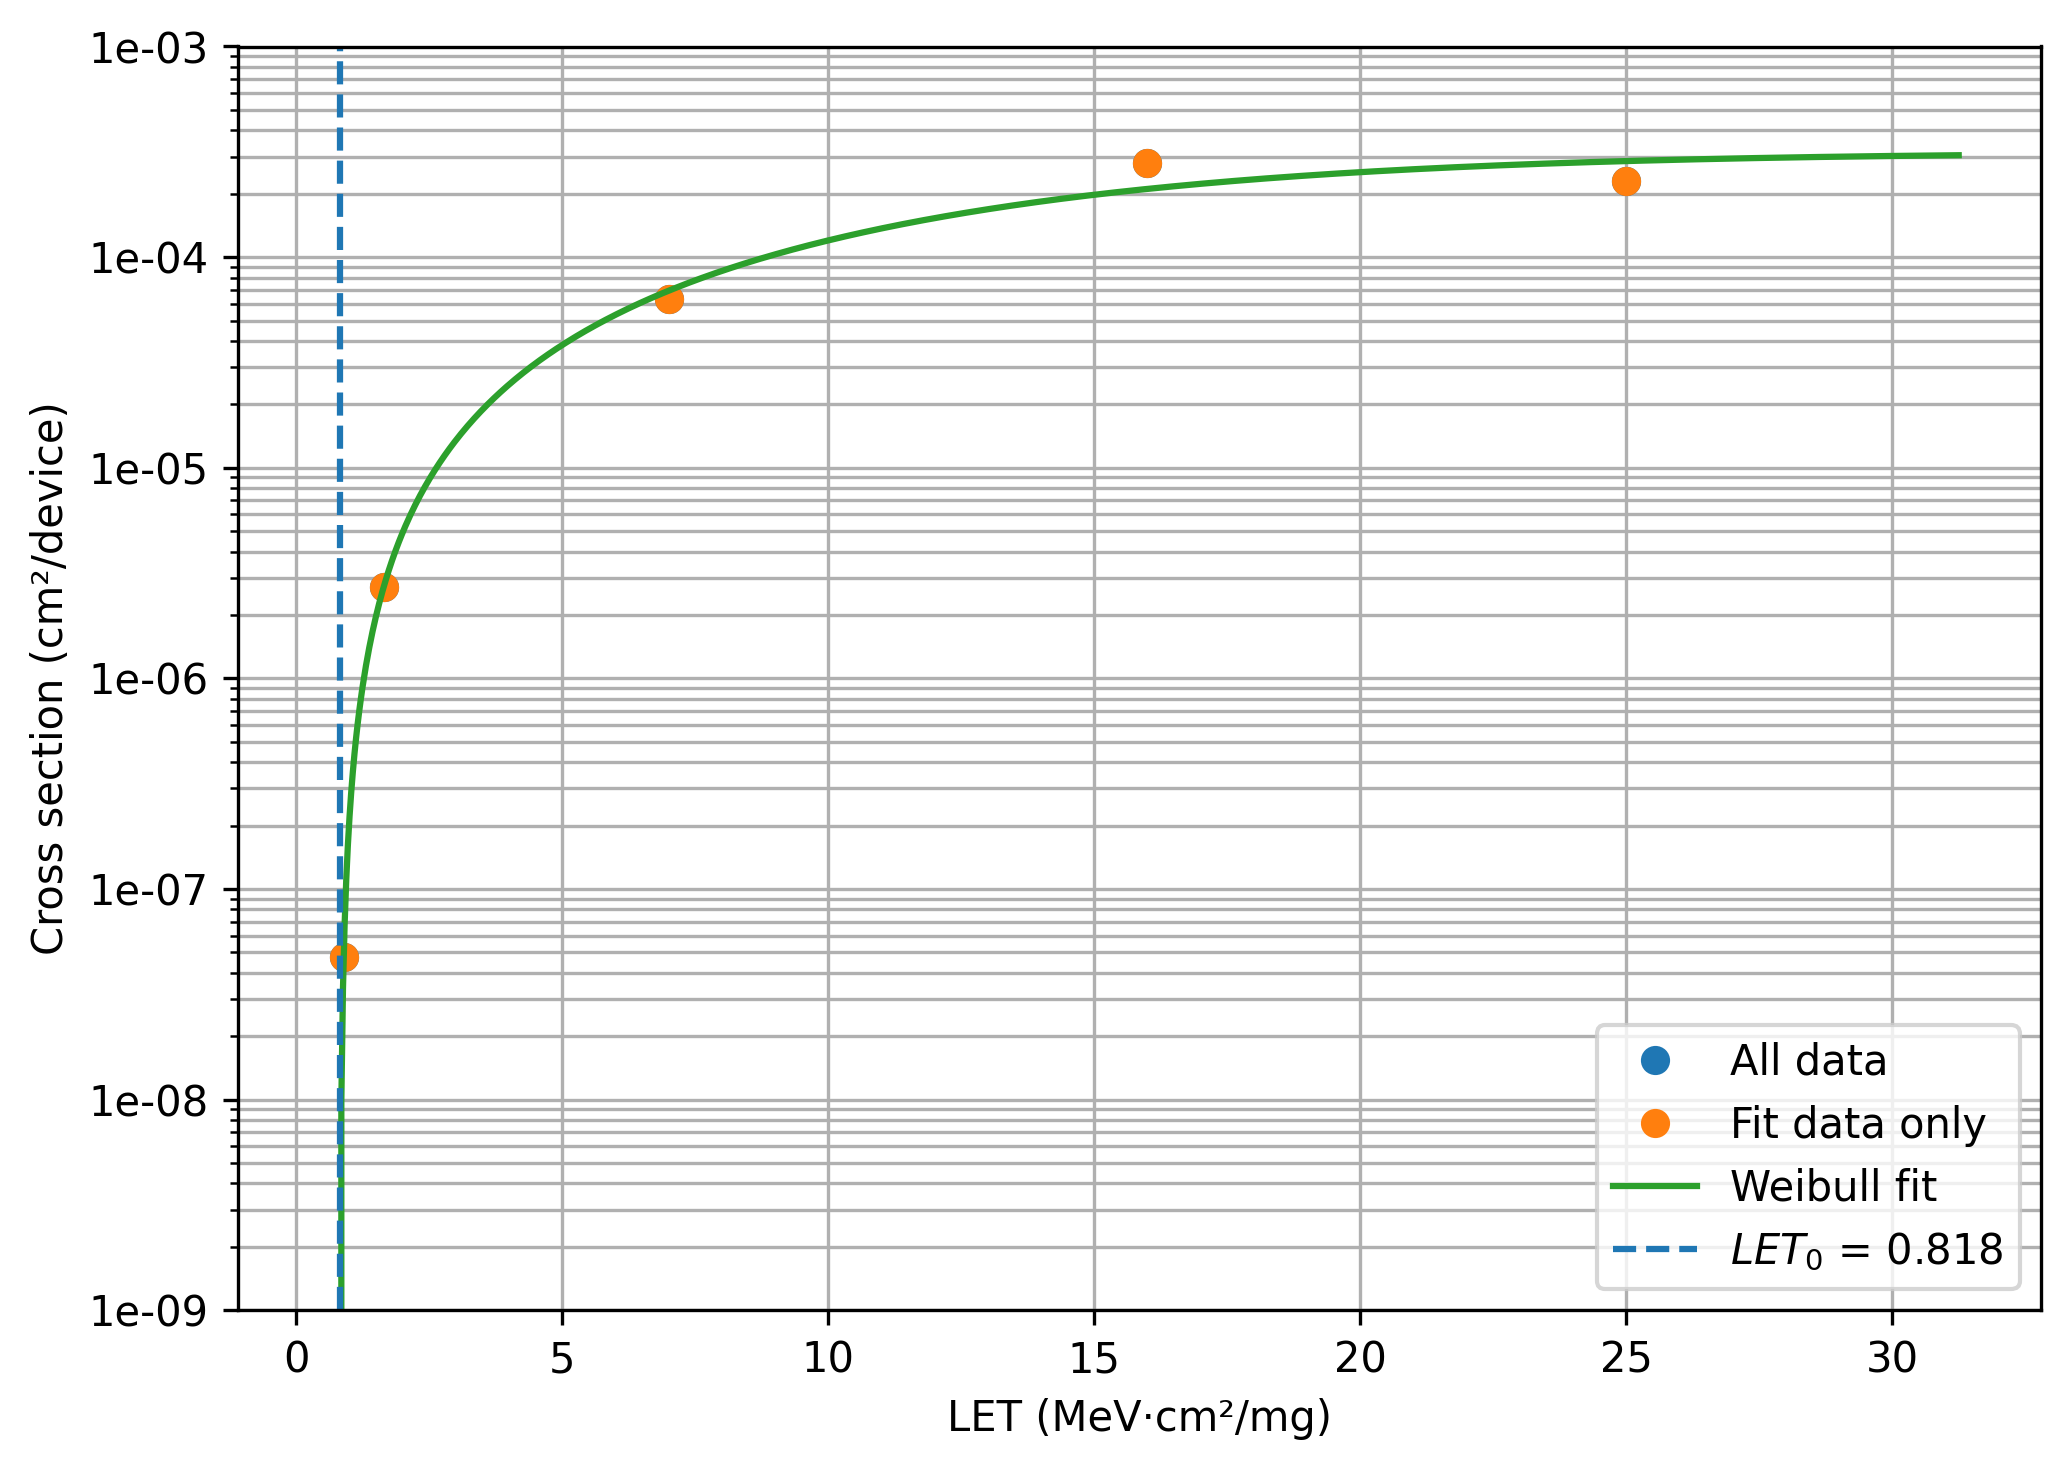 1e-03
1e-04
1e-05
1e-06
1e-07
1e-08
1e-09
Cross section (cm²/device)
0 5 10 15 20 25 30
LET (MeV·cm²/mg)
All data
Fit data only
Weibull fit
LET₀ = 0.818